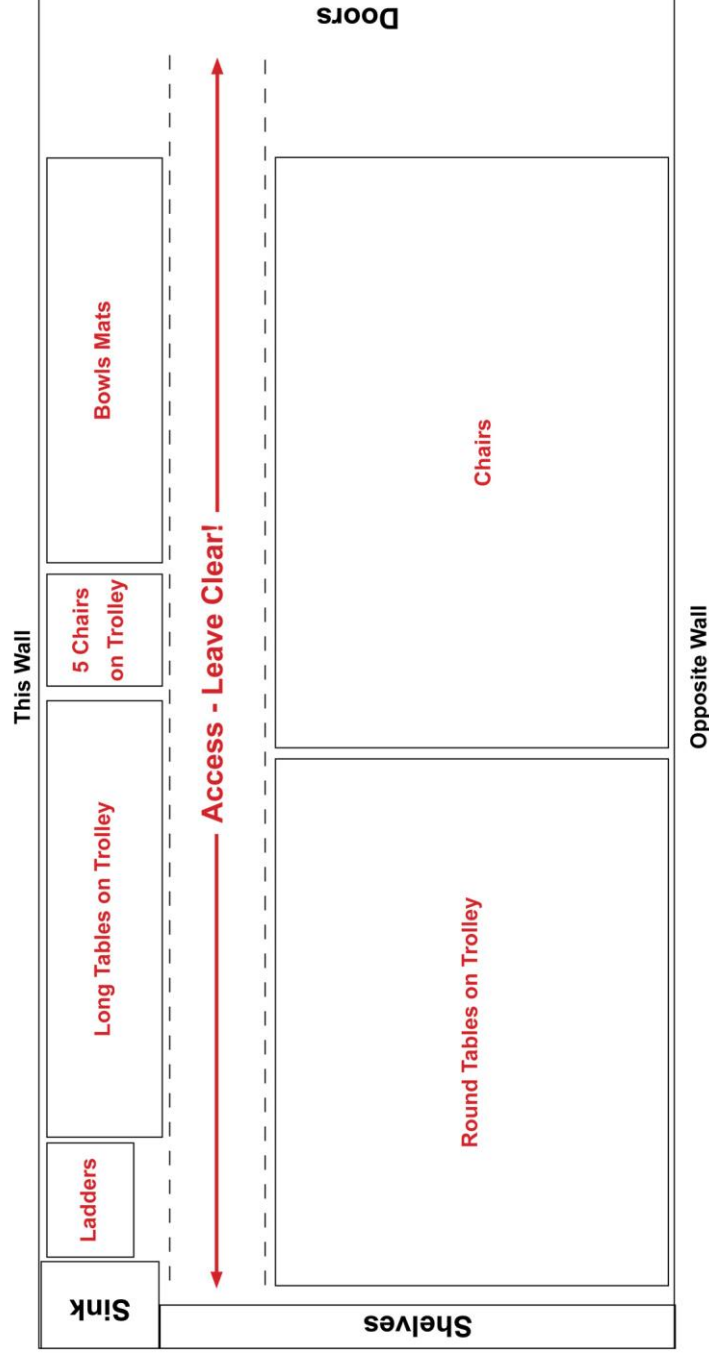 Doors
This Wall
Bowls Mats
5 Chairs
on Trolley
Long Tables on Trolley
Ladders
Sink
Access - Leave Clear!
Chairs
Round Tables on Trolley
Shelves
Opposite Wall